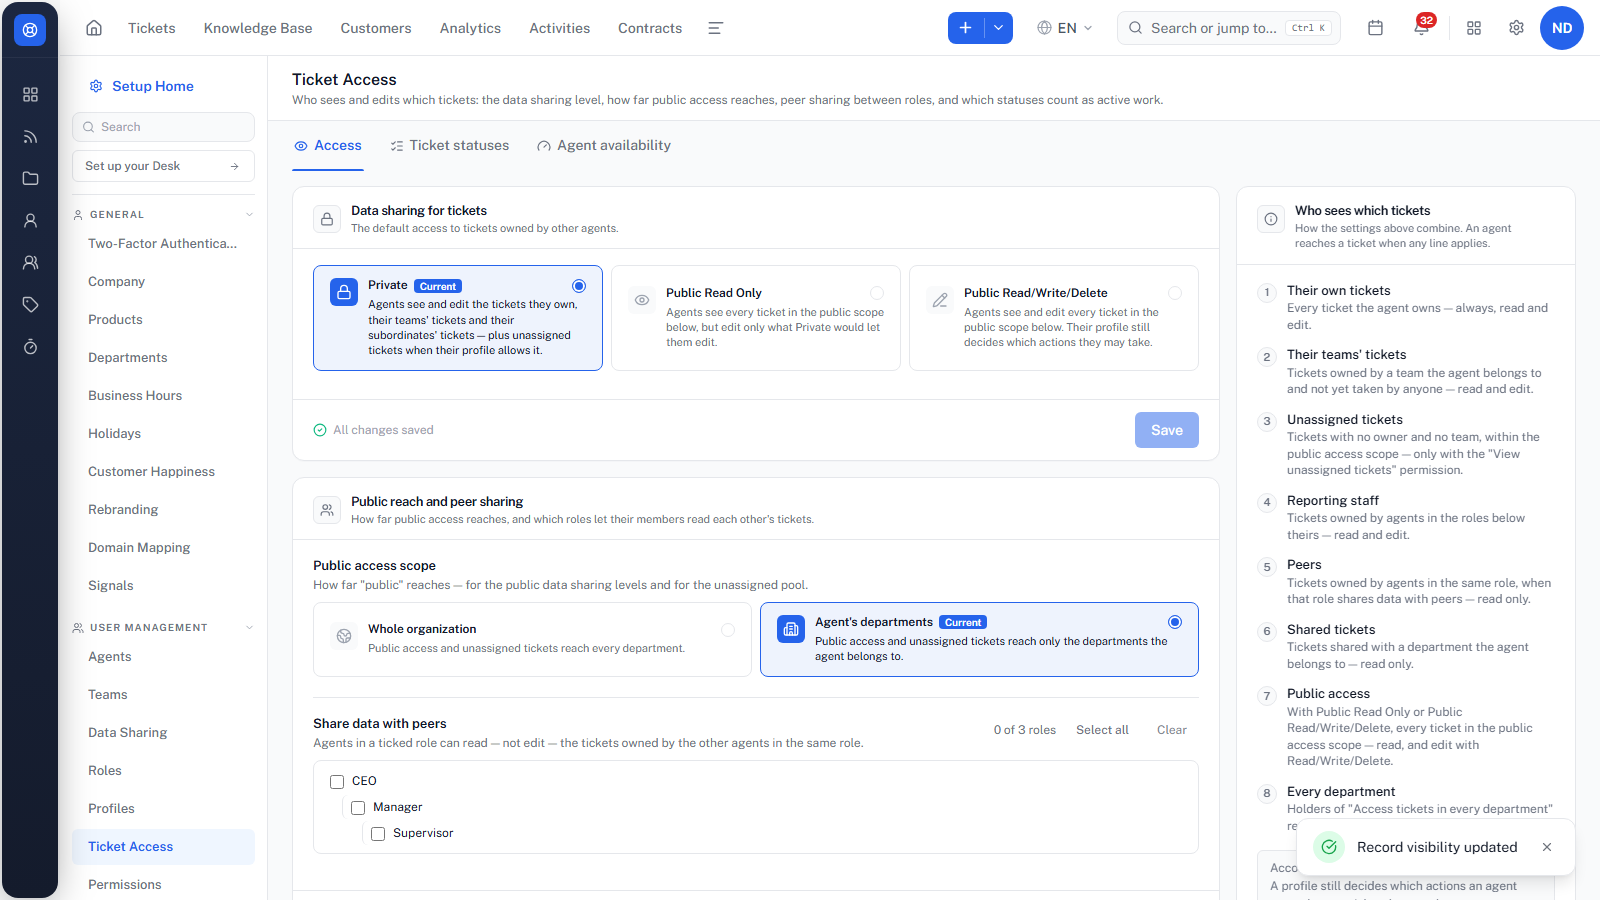 Tickets
Knowledge Base
Customers
Analytics
Activities
Contracts
EN
Search or jump to...
Ctrl K
32
ND
Setup Home
Search
Set up your Desk
GENERAL
Two-Factor Authentica...
Company
Products
Departments
Business Hours
Holidays
Customer Happiness
Rebranding
Domain Mapping
Signals
USER MANAGEMENT
Agents
Teams
Data Sharing
Roles
Profiles
Ticket Access
Permissions
Ticket Access
Who sees and edits which tickets: the data sharing level, how far public access reaches, peer sharing between roles, and which statuses count as active work.
Access
Ticket statuses
Agent availability
Data sharing for tickets
The default access to tickets owned by other agents.
Private Current
Agents see and edit the tickets they own,
their teams' tickets and their
subordinates' tickets — plus unassigned
tickets when their profile allows it.
Public Read Only
Agents see every ticket in the public scope
below, but edit only what Private would let
them edit.
Public Read/Write/Delete
Agents see and edit every ticket in the
public scope below. Their profile still
decides which actions they may take.
All changes saved
Save
Public reach and peer sharing
How far public access reaches, and which roles let their members read each other's tickets.
Public access scope
How far "public" reaches — for the public data sharing levels and for the unassigned pool.
Whole organization
Public access and unassigned tickets reach every department.
Agent's departments Current
Public access and unassigned tickets reach only the departments the
agent belongs to.
Share data with peers
Agents in a ticked role can read — not edit — the tickets owned by the other agents in the same role.
0 of 3 roles
Select all
Clear
CEO
Manager
Supervisor
Who sees which tickets
How the settings above combine. An agent
reaches a ticket when any line applies.
1
Their own tickets
Every ticket the agent owns — always, read and
edit.
2
Their teams' tickets
Tickets owned by a team the agent belongs to
and not yet taken by anyone — read and edit.
3
Unassigned tickets
Tickets with no owner and no team, within the
public access scope — only with the "View
unassigned tickets" permission.
4
Reporting staff
Tickets owned by agents in the roles below
theirs — read and edit.
5
Peers
Tickets owned by agents in the same role, when
that role shares data with peers — read only.
6
Shared tickets
Tickets shared with a department the agent
belongs to — read only.
7
Public access
With Public Read Only or Public
Read/Write/Delete, every ticket in the public
access scope — read, and edit with
Read/Write/Delete.
8
Every department
Holders of "Access tickets in every department"
Record visibility updated
A profile still decides which actions an agent